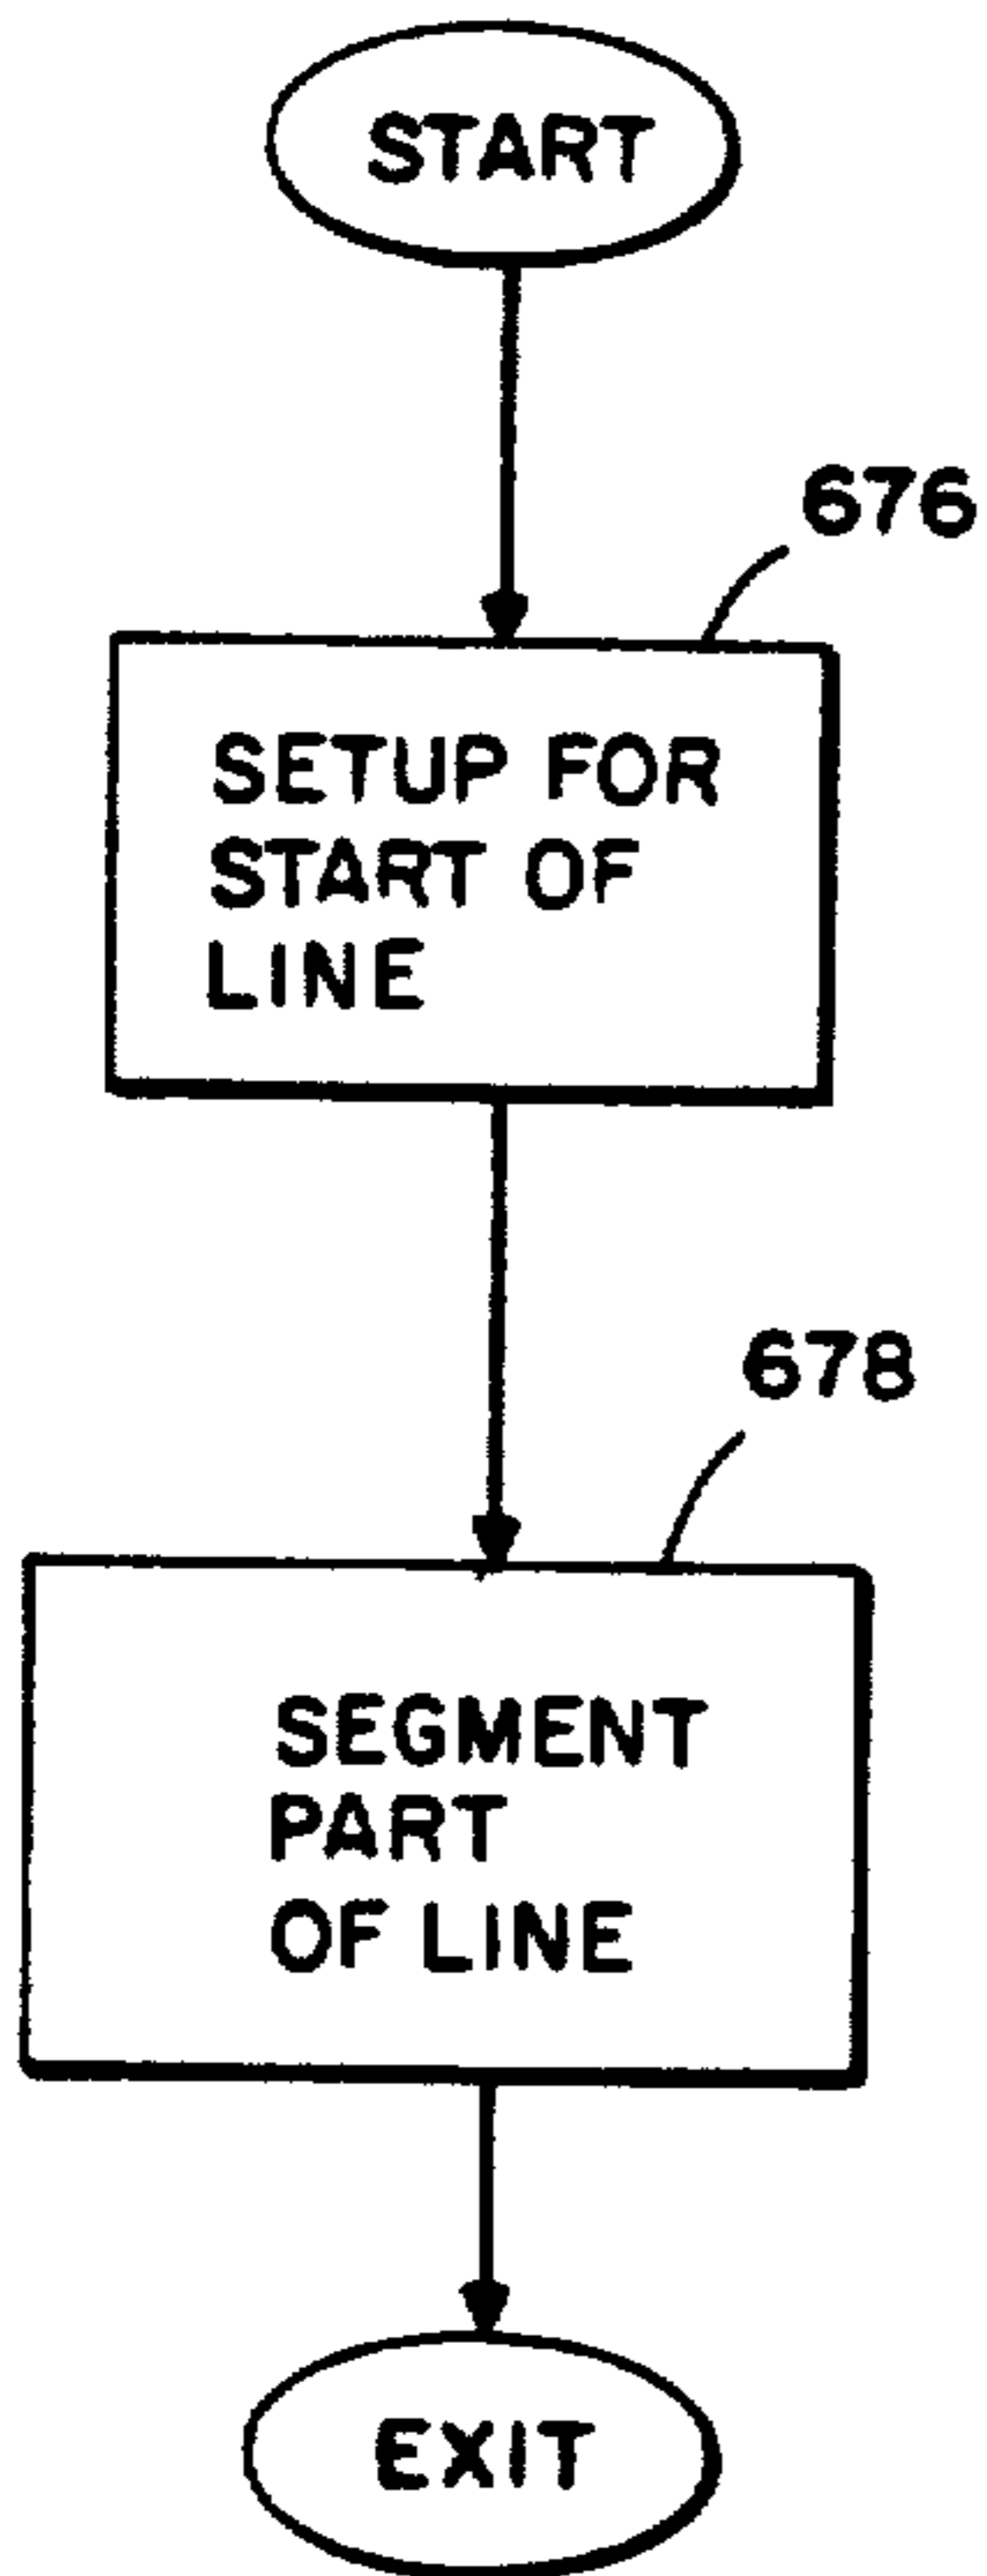 START
676
SETUP FOR
START OF
LINE
678
SEGMENT
PART
OF LINE
EXIT